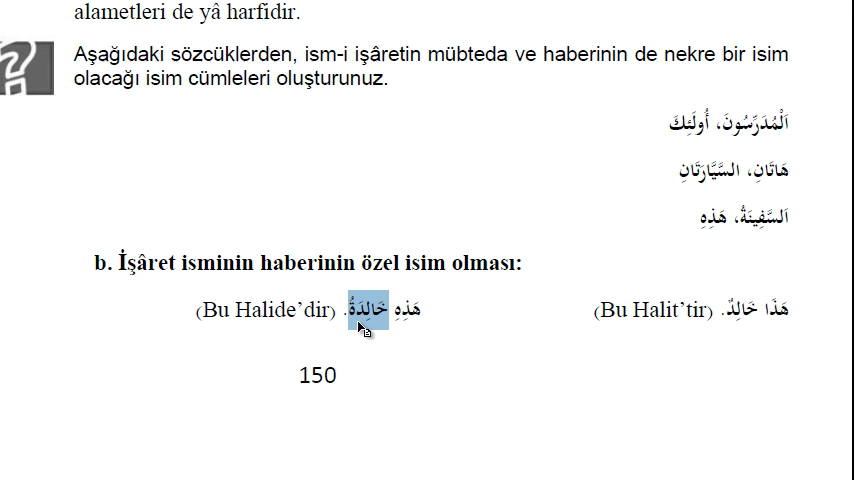 alametleri de yâ harfidir.
Aşağıdaki sözcüklerden, ism-i işâretin mübteda ve haberinin de nekre bir isim
olacağı isim cümleleri oluşturunuz.
اَلْمُدَرِّسُونَ، أُولَئِكَ
هَاتَانِ، السَّيَّارَتَانِ
اَلسَّفِينَةُ، هَذِهِ
b. İşâret isminin haberinin özel isim olması:
هَذَا خَالِدٌ. (Bu Halit’tir) هَذِهِ خَالِدَةُ. (Bu Halide’dir)
150